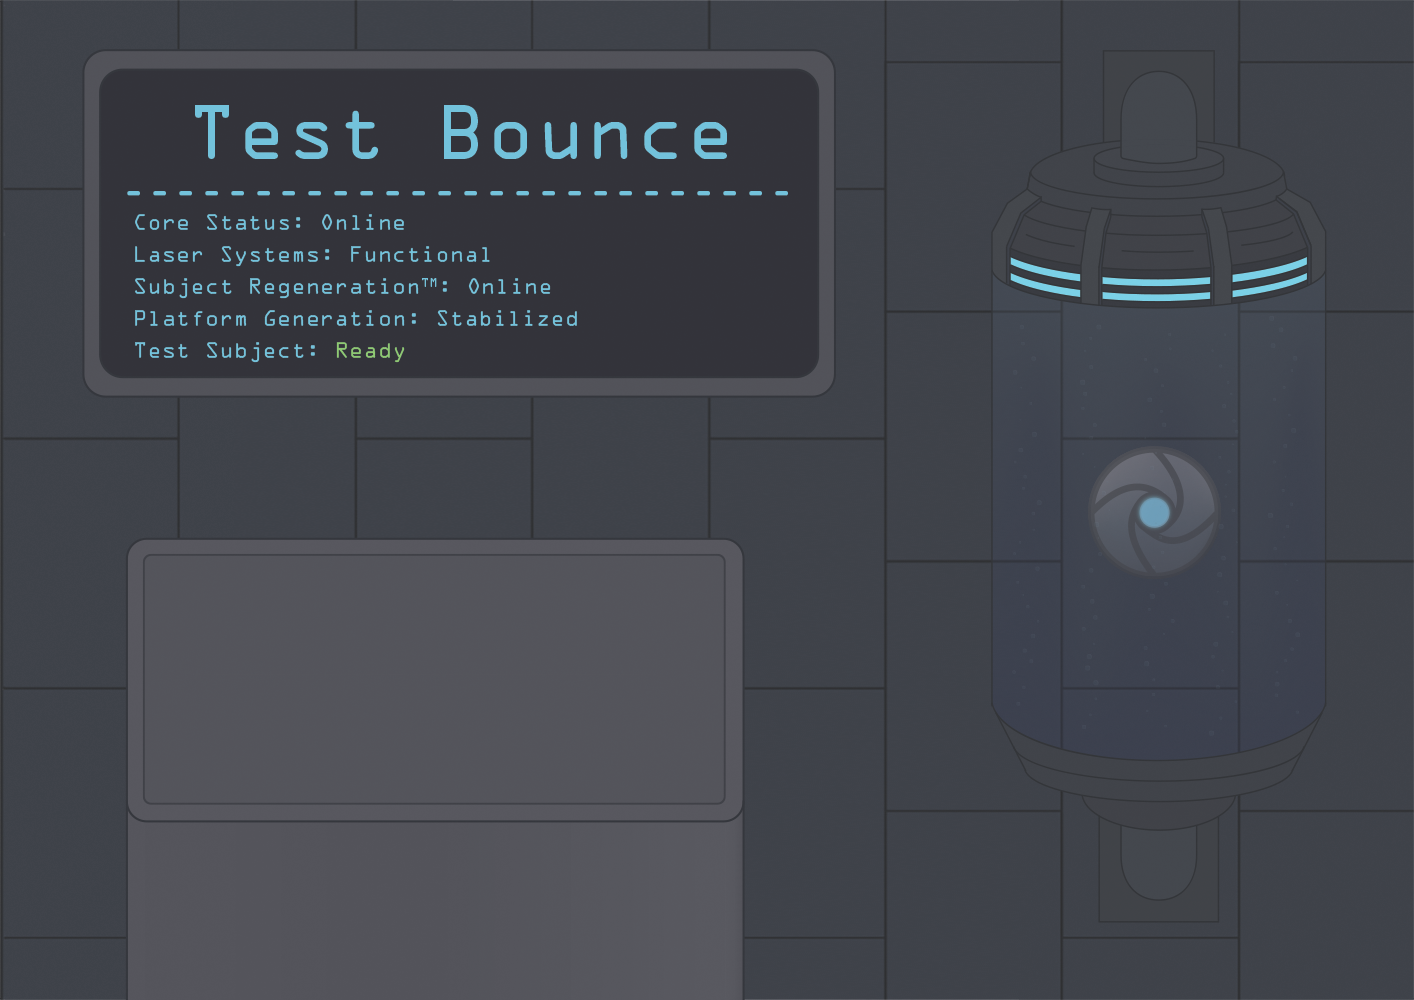 Test Bounce
Core Status: Online
Laser Systems: Functional
Subject Regeneration™: Online
Platform Generation: Stabilized
Test Subject: Ready